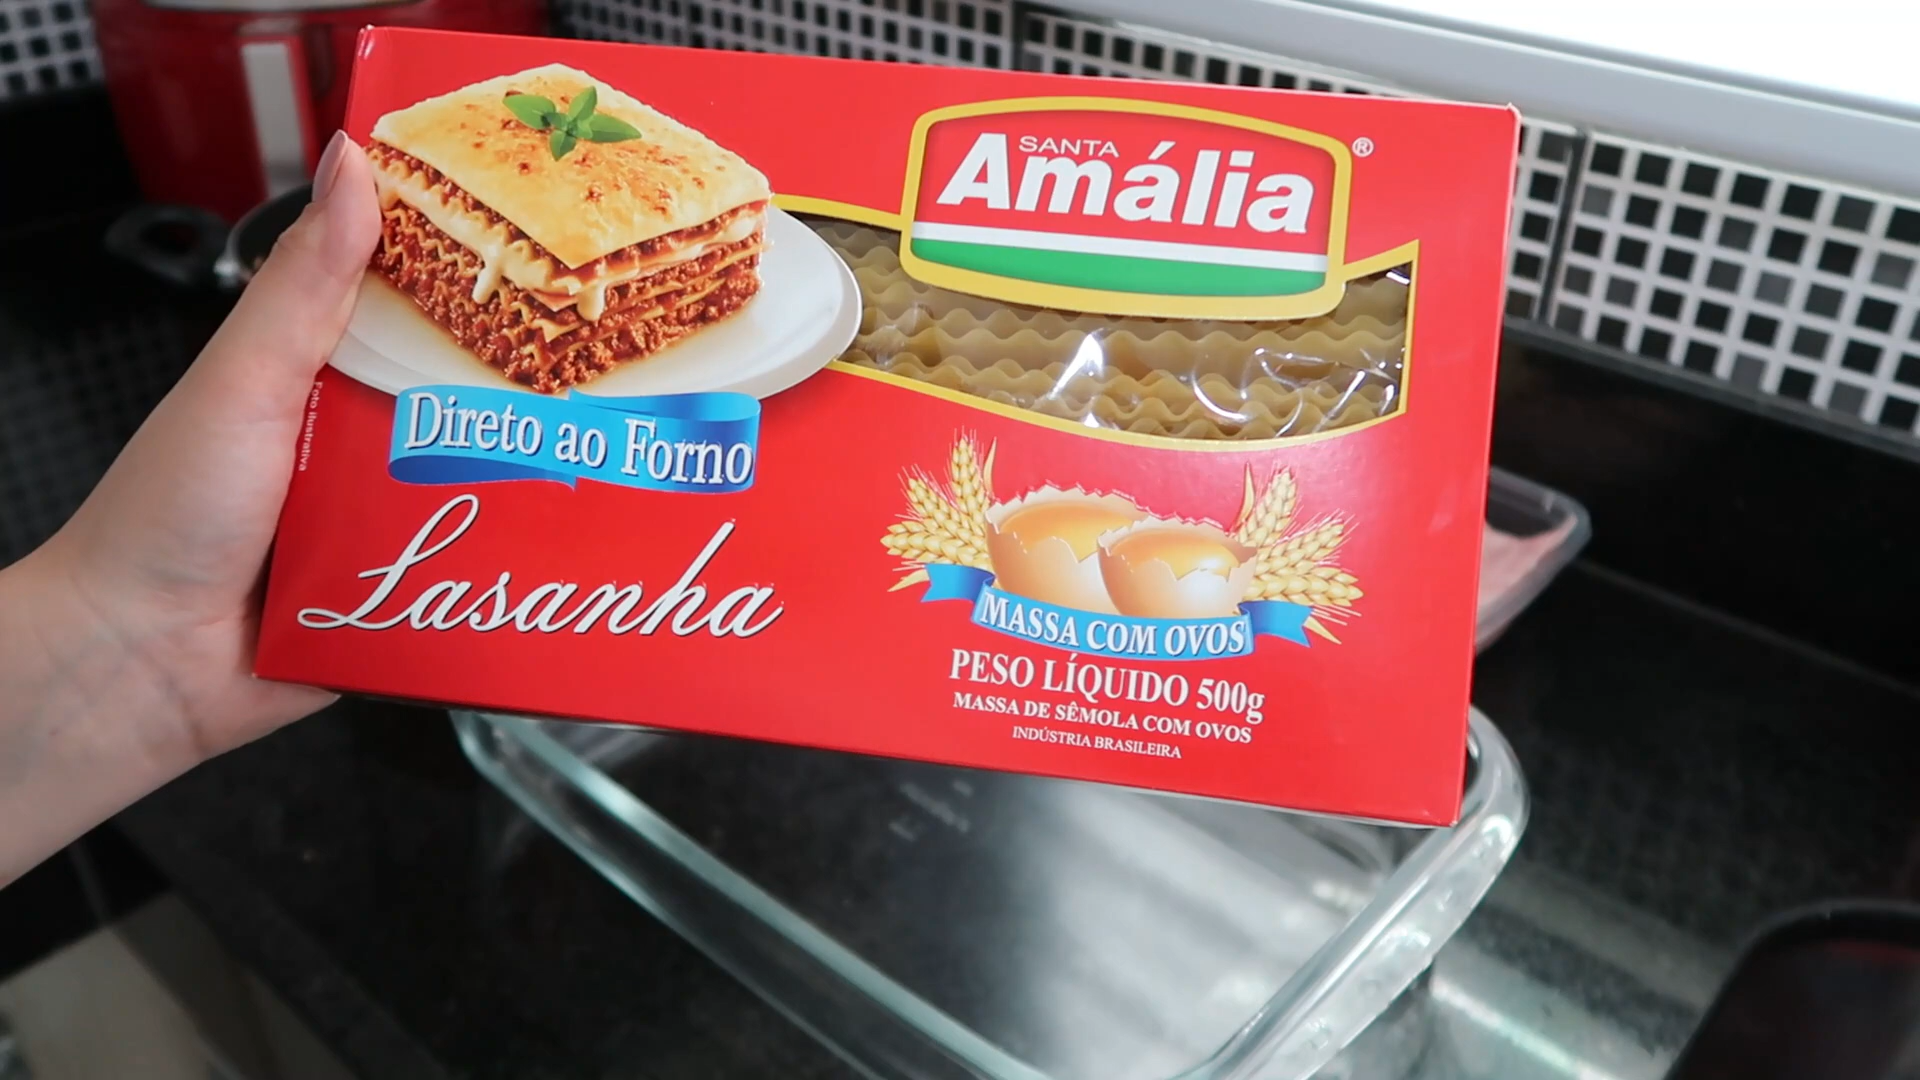 SANTA
Amália
®
Direto ao Forno
Lasanha
Foto ilustrativa
MASSA COM OVOS
PESO LÍQUIDO 500g
MASSA DE SÊMOLA COM OVOS
INDÚSTRIA BRASILEIRA